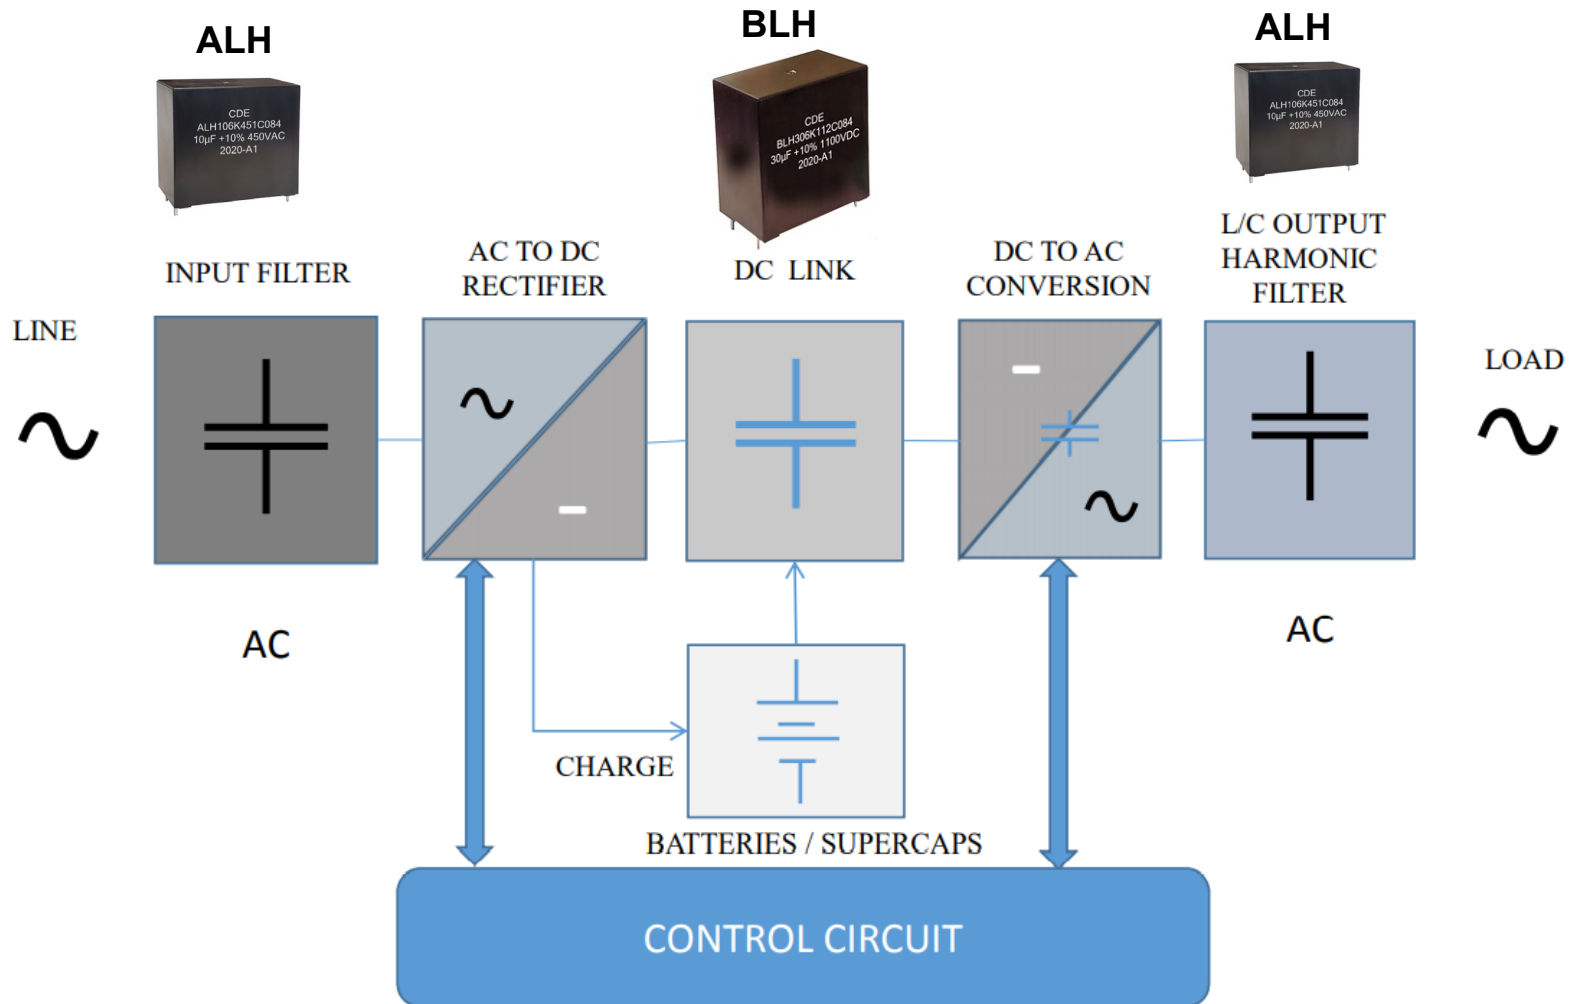 ALH
BLH
ALH
CDE
ALH106K451C084
10µF +10% 450VAC
2020-A1
CDE
BLH306K112C084
30µF +10% 1100VDC
2020-A1
CDE
ALH106K451C084
10µF +10% 450VAC
2020-A1
INPUT FILTER
AC TO DC
RECTIFIER
DC LINK
DC TO AC
CONVERSION
L/C OUTPUT
HARMONIC
FILTER
LINE
LOAD
AC
AC
CHARGE
BATTERIES / SUPERCAPS
CONTROL CIRCUIT